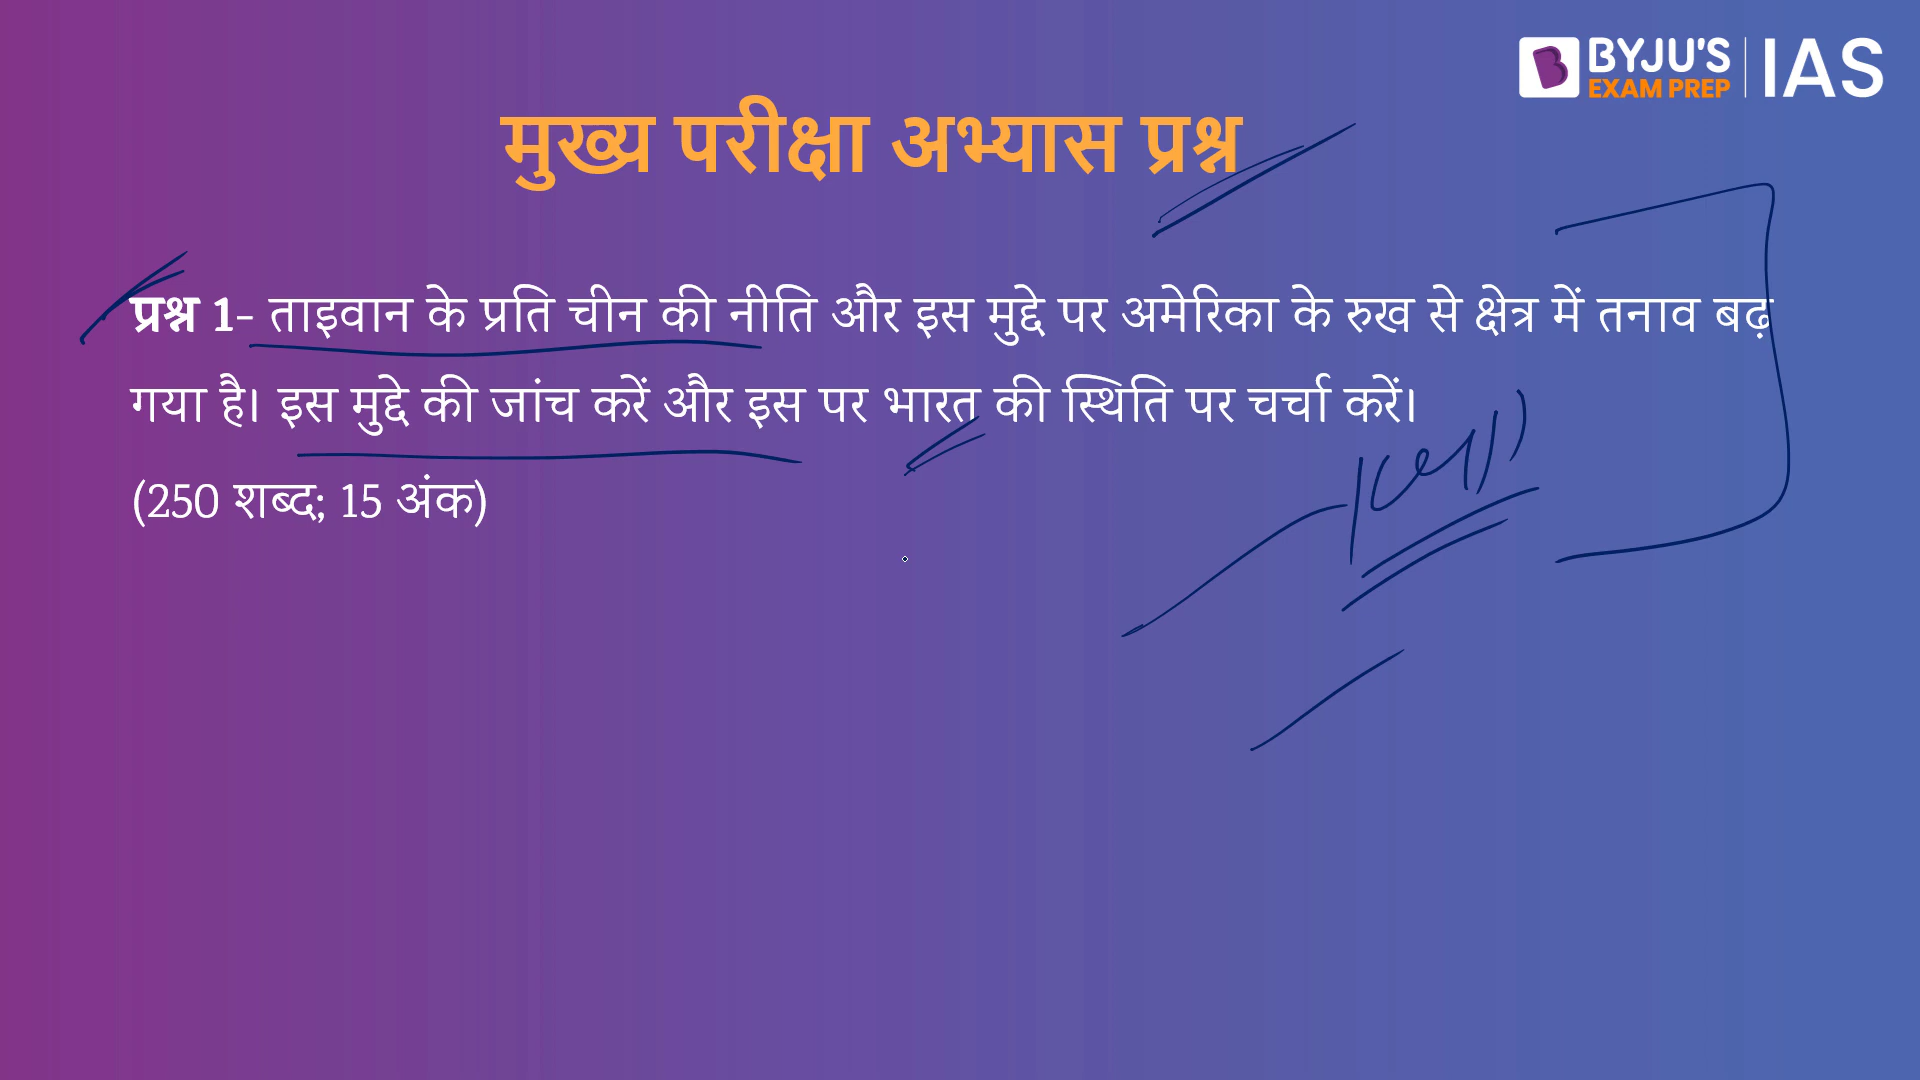 BYJU'S
EXAM PREP
IAS
मुख्य परीक्षा अभ्यास प्रश्न
प्रश्न 1- ताइवान के प्रति चीन की नीति और इस मुद्दे पर अमेरिका के रुख से क्षेत्र में तनाव बढ़
गया है। इस मुद्दे की जांच करें और इस पर भारत की स्थिति पर चर्चा करें।
(250 शब्द; 15 अंक)